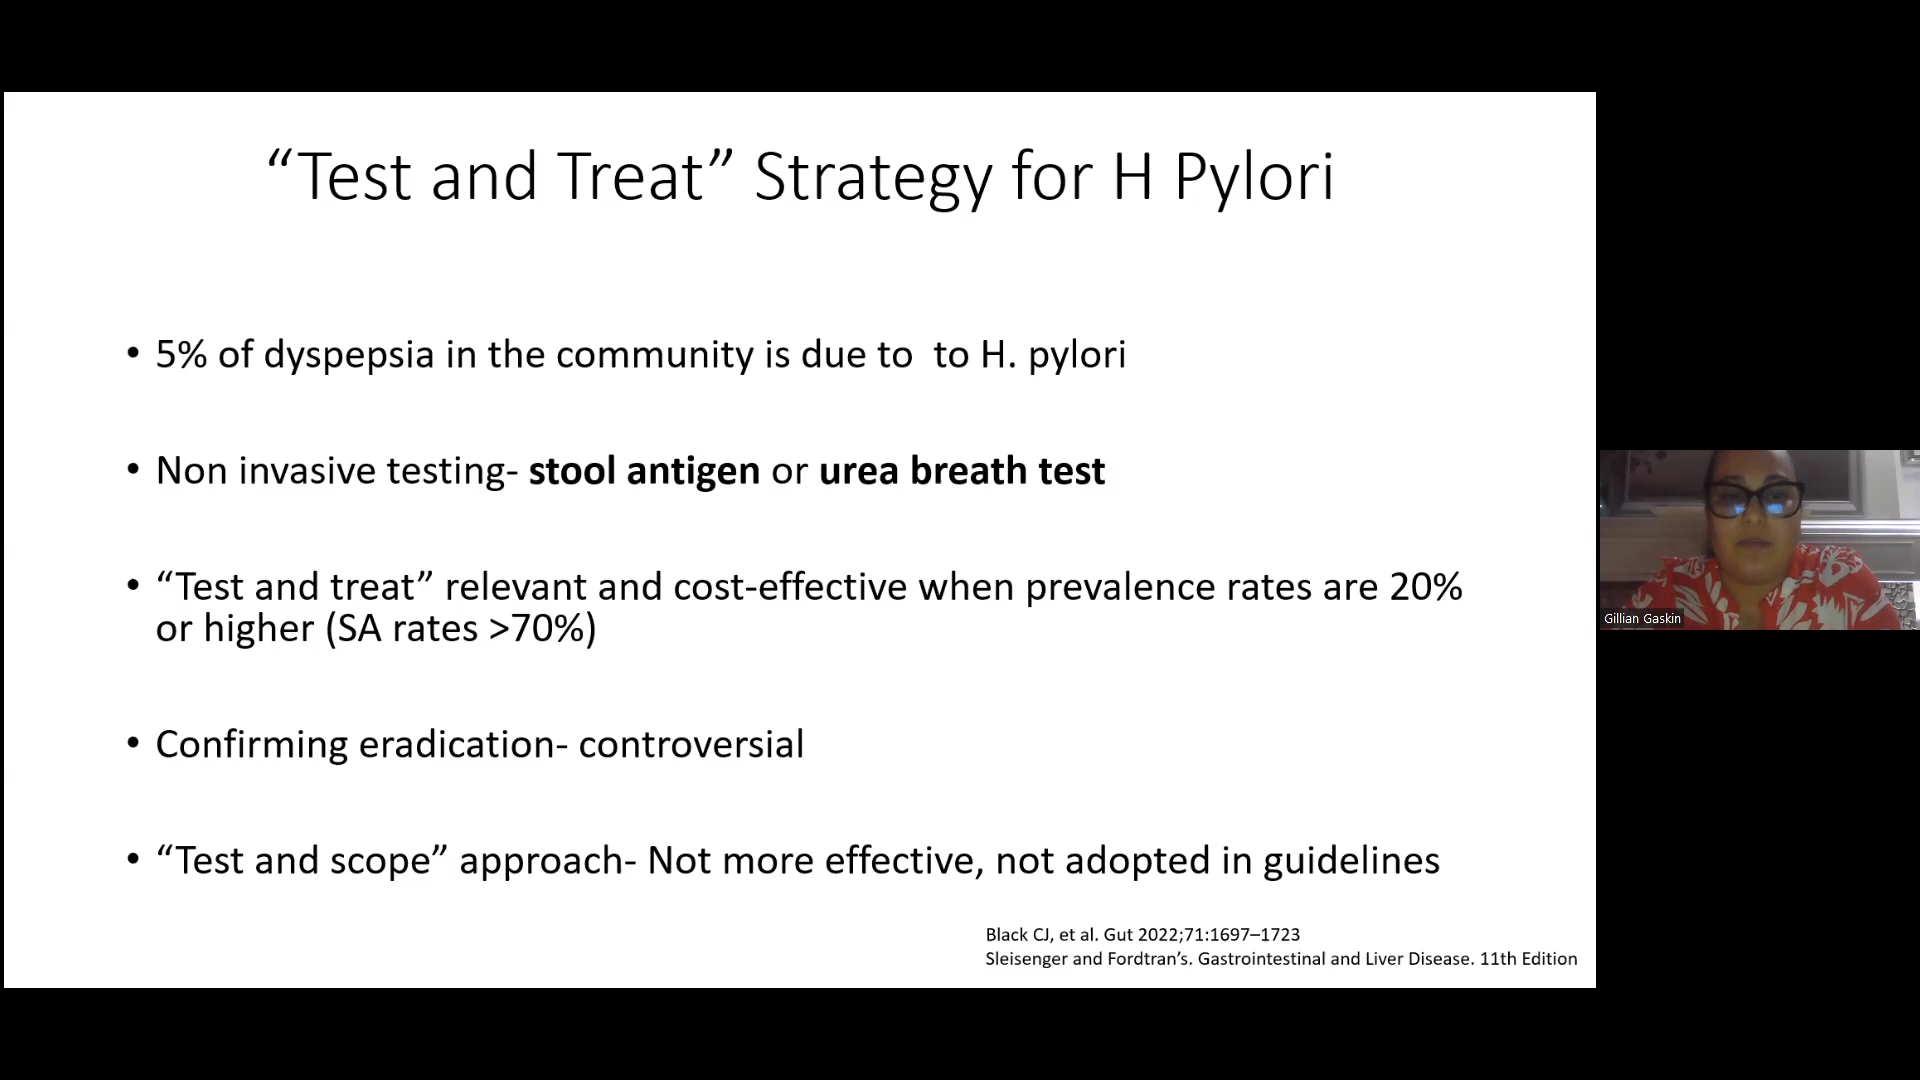 “Test and Treat” Strategy for H Pylori
• 5% of dyspepsia in the community is due to  to H. pylori
• Non invasive testing- stool antigen or urea breath test
• “Test and treat” relevant and cost-effective when prevalence rates are 20%
or higher (SA rates >70%)
• Confirming eradication- controversial
• “Test and scope” approach- Not more effective, not adopted in guidelines
Black CJ, et al. Gut 2022;71:1697–1723
Sleisenger and Fordtran’s. Gastrointestinal and Liver Disease. 11th Edition
Gillian Gaskin